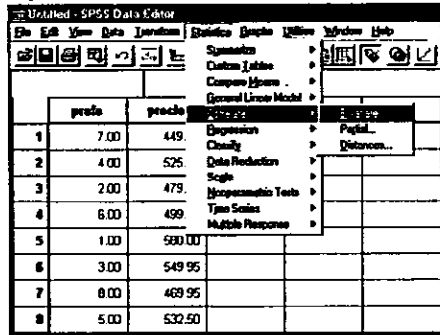 Untitled - SPSS Data Editor
File Edit View Data Transform Statistics Graphs Utilities Window Help
Summarize
Custom Tables
Compare Means
General Linear Model
Regression
Partial...
Classify
Distances...
Data Reduction
Scale
Nonparametric Tests
Time Series
Multiple Response
prefs
1 7.00 449.
2 4.00 525.
3 2.00 479.
4 6.00 499.
5 1.00 580.00
6 3.00 549.95
7 8.00 469.95
8 5.00 532.50